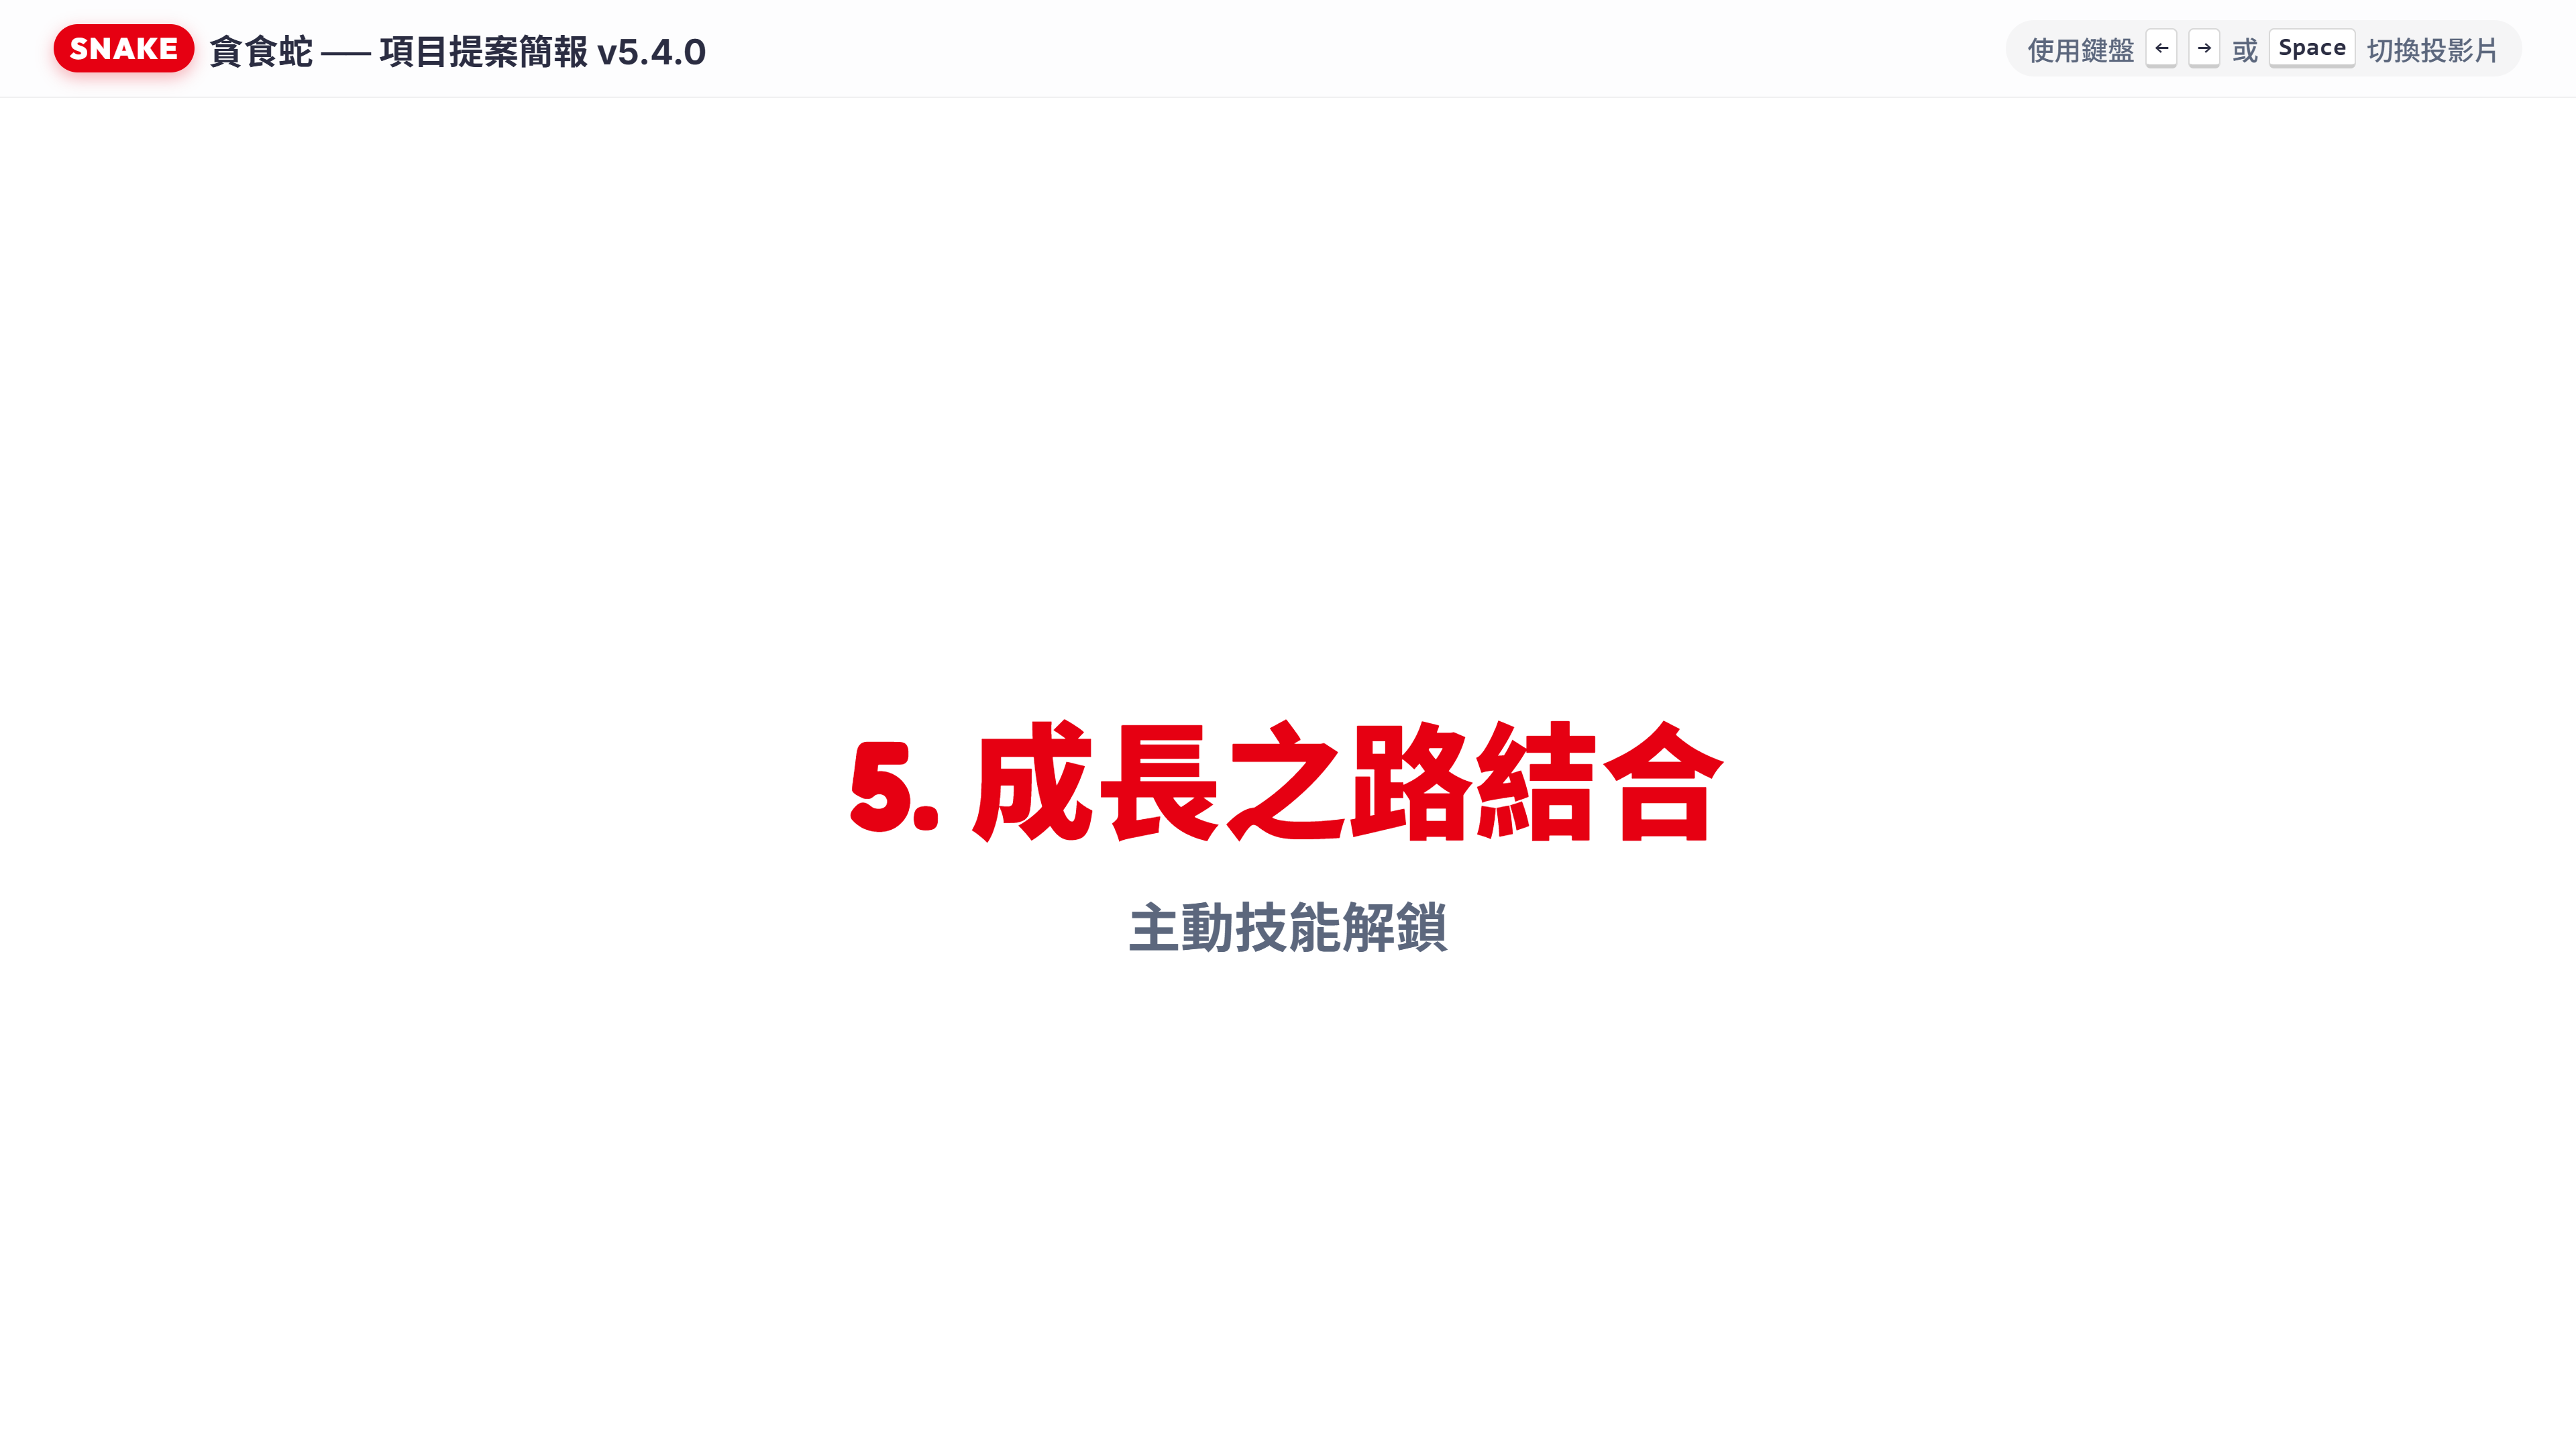 SNAKE 貪食蛇 —— 項目提案簡報 v5.4.0
使用鍵盤 ← → 或 Space 切換投影片
5. 成長之路結合
主動技能解鎖